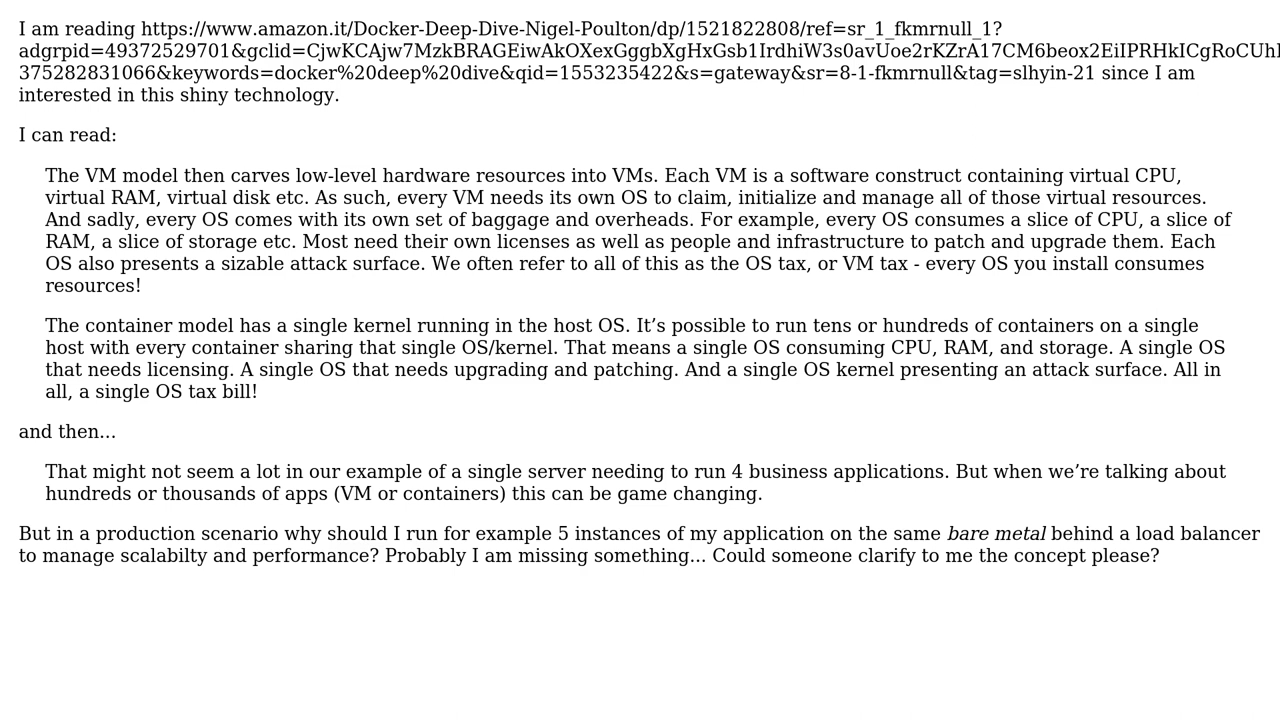 I am reading https://www.amazon.it/Docker-Deep-Dive-Nigel-Poulton/dp/1521822808/ref=sr_1_fkmrnull_1?
adgrpid=49372529701&gclid=CjwKCAjw7MzkBRAGEiwAkOXexGggbXgHxGsb1IrdhiW3s0avUoe2rKZrA17CM6beox2EiIPRHkICgRoCUh
375282831066&keywords=docker%20deep%20dive&qid=1553235422&s=gateway&sr=8-1-fkmrnull&tag=slhyin-21 since I am
interested in this shiny technology.
I can read:
The VM model then carves low-level hardware resources into VMs. Each VM is a software construct containing virtual CPU,
virtual RAM, virtual disk etc. As such, every VM needs its own OS to claim, initialize and manage all of those virtual resources.
And sadly, every OS comes with its own set of baggage and overheads. For example, every OS consumes a slice of CPU, a slice of
RAM, a slice of storage etc. Most need their own licenses as well as people and infrastructure to patch and upgrade them. Each
OS also presents a sizable attack surface. We often refer to all of this as the OS tax, or VM tax - every OS you install consumes
resources!
The container model has a single kernel running in the host OS. It’s possible to run tens or hundreds of containers on a single
host with every container sharing that single OS/kernel. That means a single OS consuming CPU, RAM, and storage. A single OS
that needs licensing. A single OS that needs upgrading and patching. And a single OS kernel presenting an attack surface. All in
all, a single OS tax bill!
and then...
That might not seem a lot in our example of a single server needing to run 4 business applications. But when we’re talking about
hundreds or thousands of apps (VM or containers) this can be game changing.
But in a production scenario why should I run for example 5 instances of my application on the same bare metal behind a load balancer
to manage scalabilty and performance? Probably I am missing something... Could someone clarify to me the concept please?